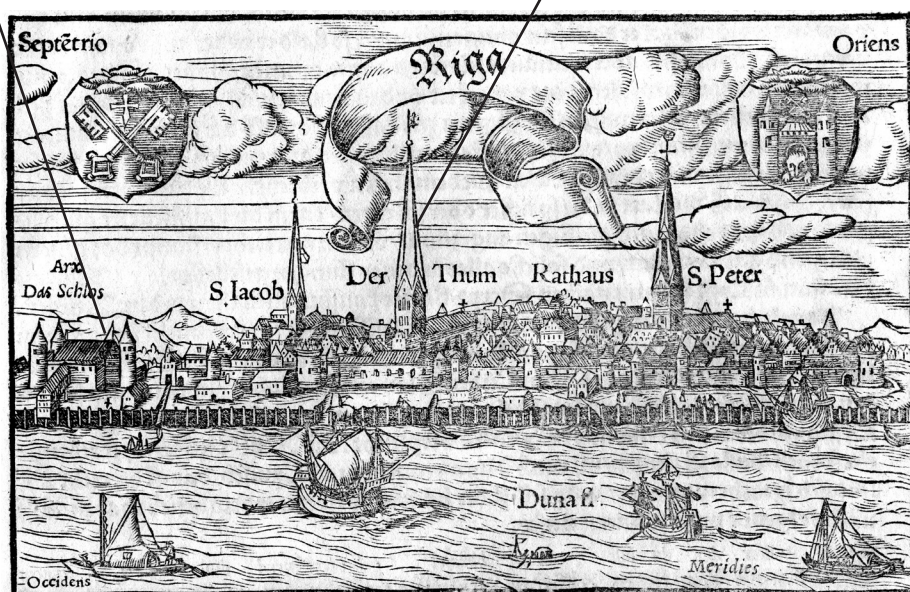 Septētrio
Riga
Oriens
Arx
Das Schlos
S. Iacob
Der Thum
Rathaus
S. Peter
Duna fl.
Meridies
Occidens